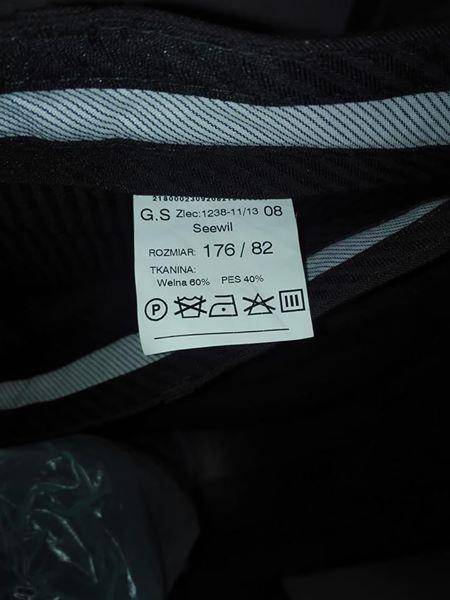 G.S Zlec:1238-11/13 08
Seewil
ROZMIAR: 176 / 82
TKANINA:
Wełna 60% PES 40%
P